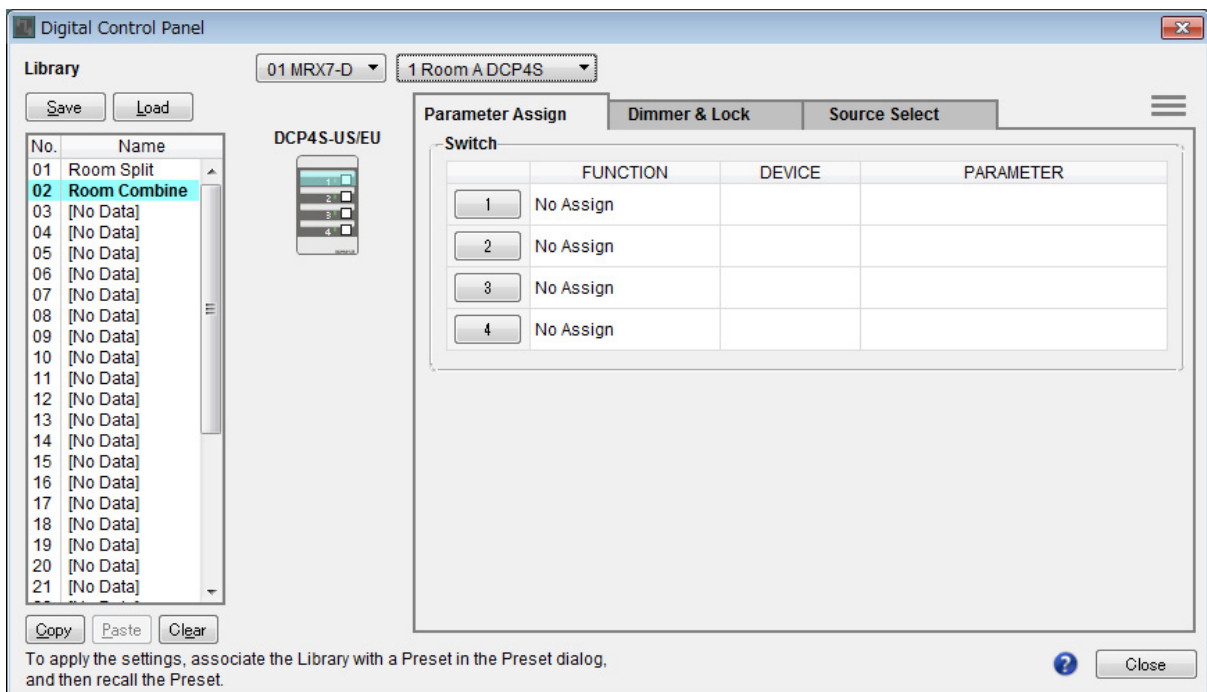 Digital Control Panel
Library
01 MRX7-D
1 Room A DCP4S
Save
Load
Parameter Assign
Dimmer & Lock
Source Select
No. Name
01 Room Split
02 Room Combine
03 [No Data]
04 [No Data]
05 [No Data]
06 [No Data]
07 [No Data]
08 [No Data]
09 [No Data]
10 [No Data]
11 [No Data]
12 [No Data]
13 [No Data]
14 [No Data]
15 [No Data]
16 [No Data]
17 [No Data]
18 [No Data]
19 [No Data]
20 [No Data]
21 [No Data]
DCP4S-US/EU
1
2
3
4
Switch
FUNCTION DEVICE PARAMETER
1 No Assign
2 No Assign
3 No Assign
4 No Assign
Copy
Paste
Clear
To apply the settings, associate the Library with a Preset in the Preset dialog,
and then recall the Preset.
?
Close